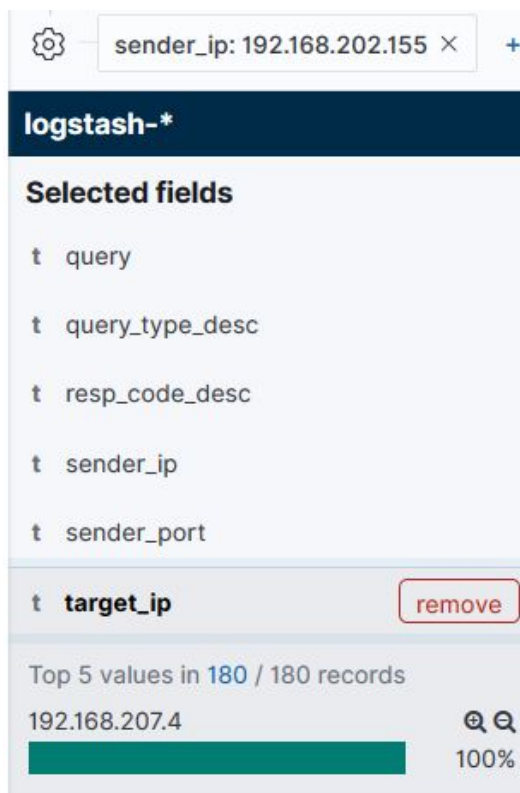 sender_ip: 192.168.202.155 ×
+
logstash-*
Selected fields
t query
t query_type_desc
t resp_code_desc
t sender_ip
t sender_port
t target_ip remove
Top 5 values in 180 / 180 records
192.168.207.4
100%